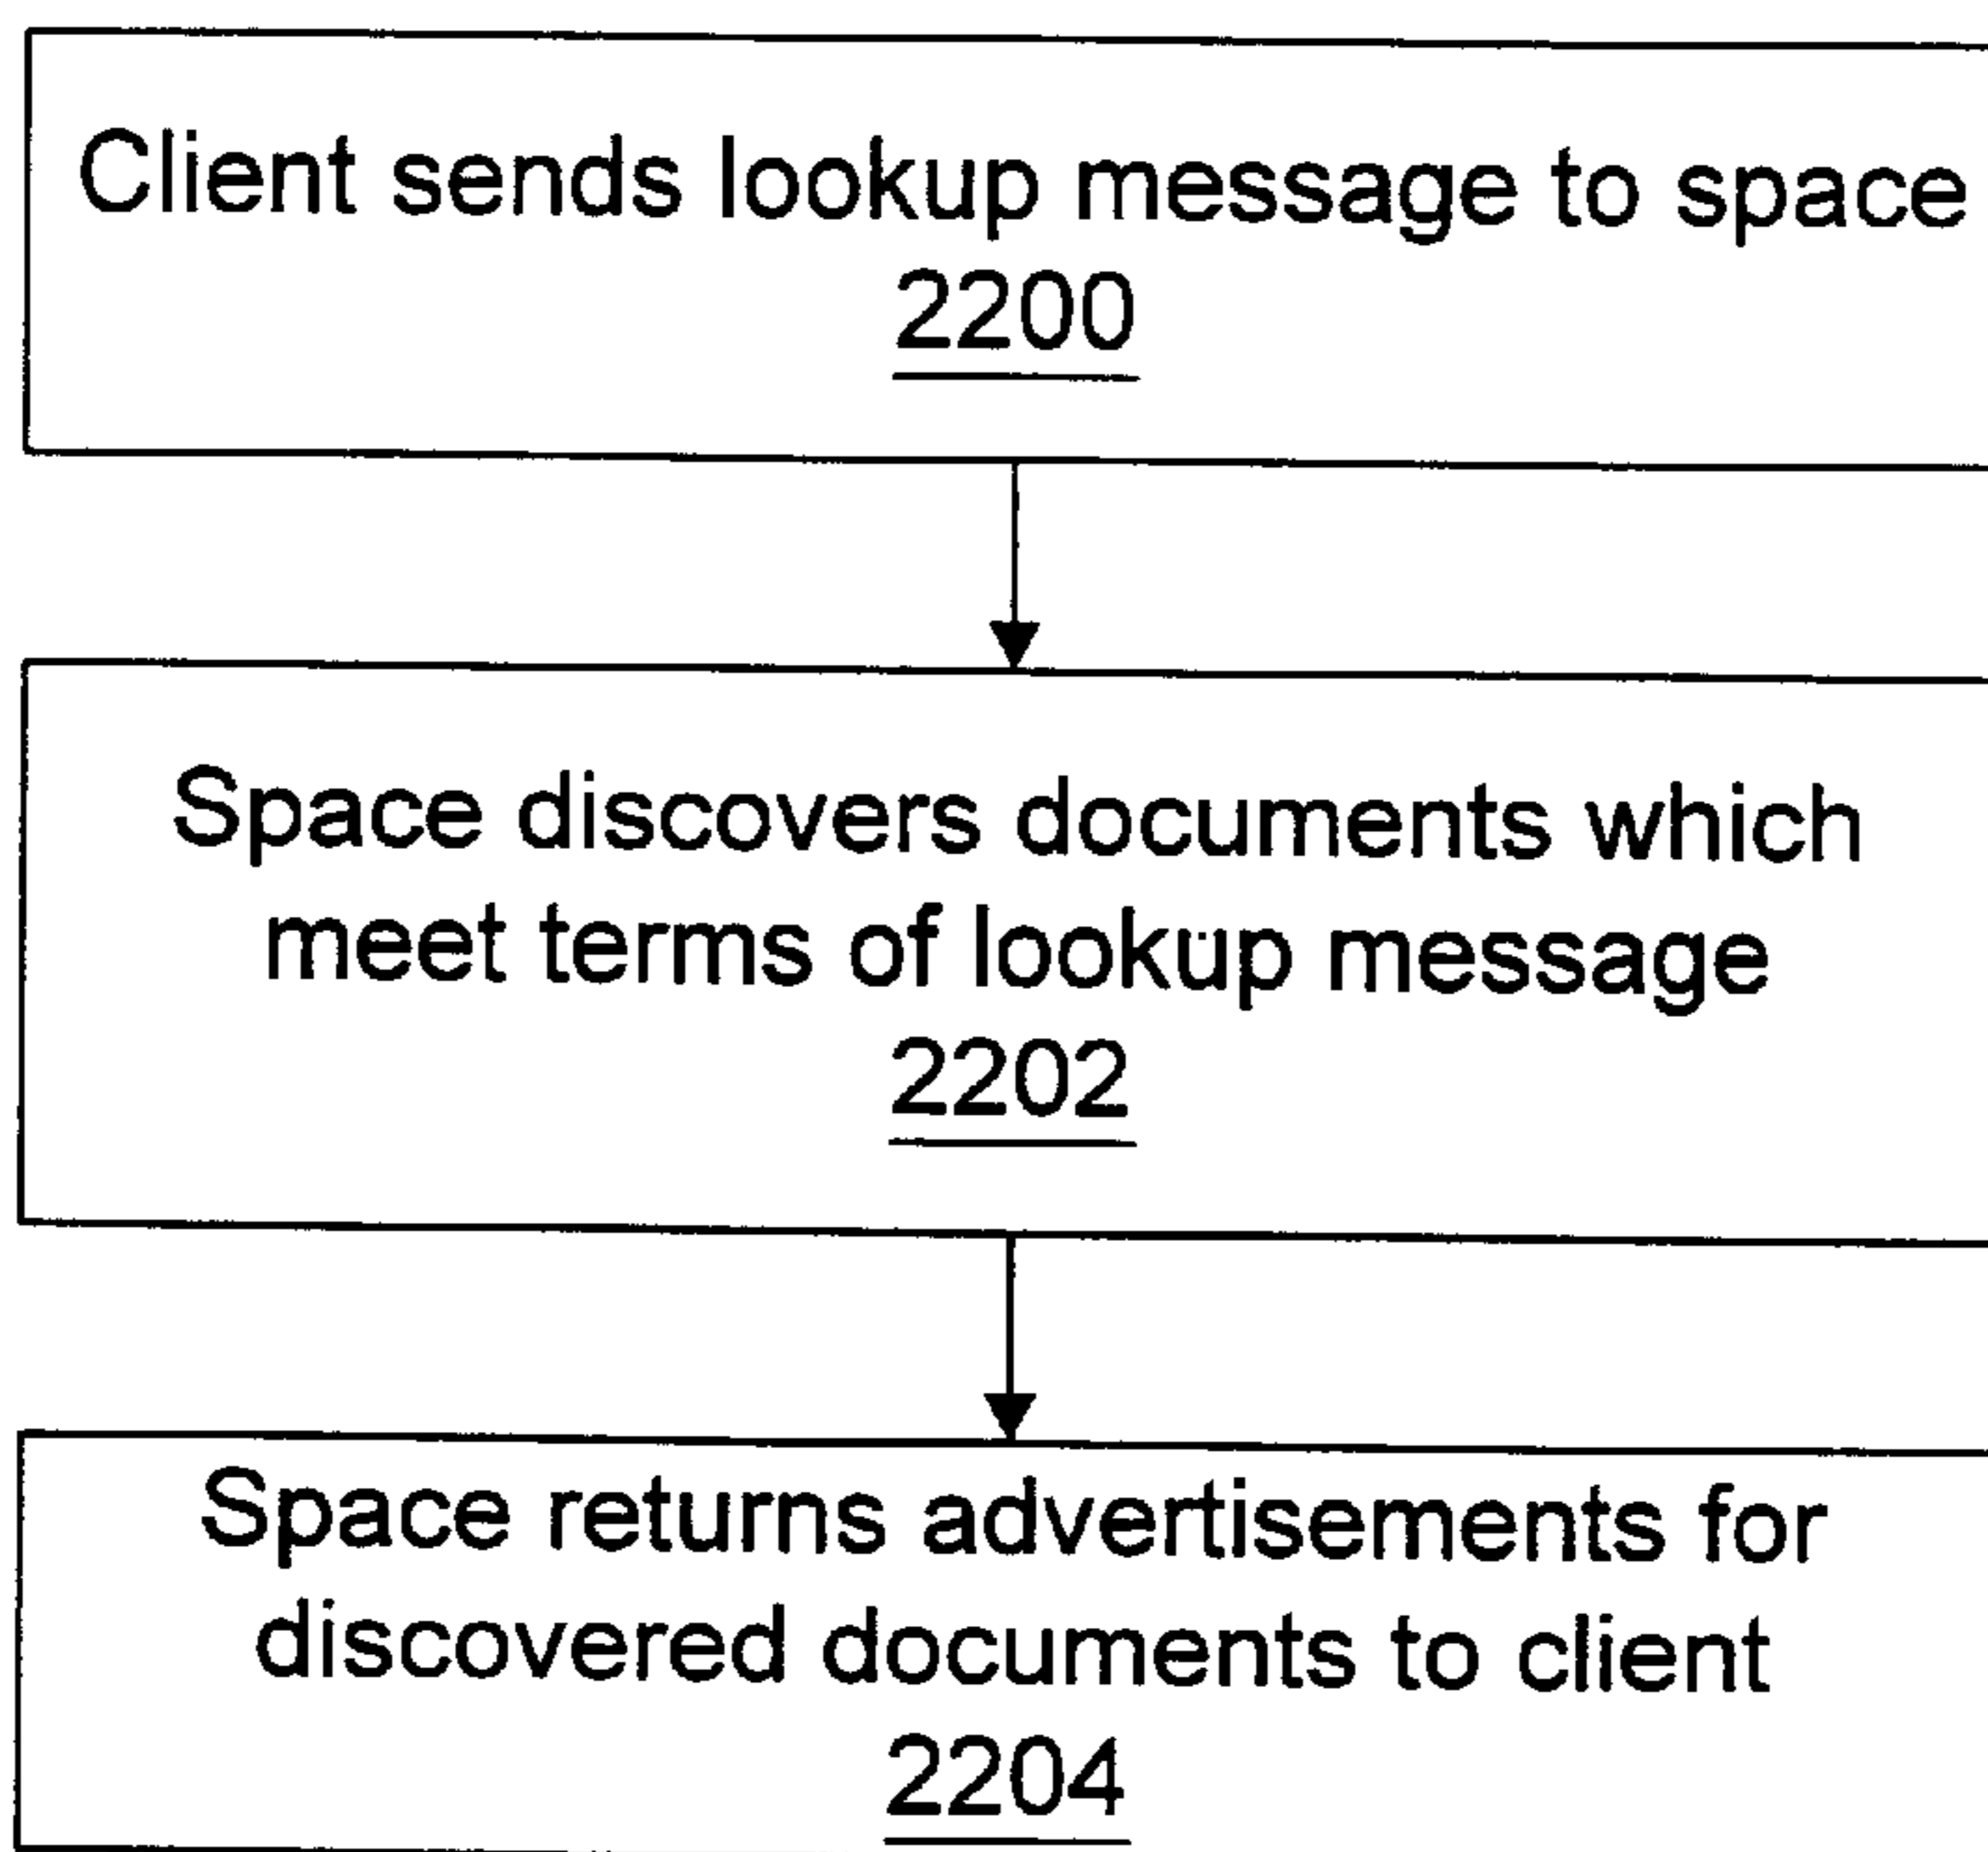 Client sends lookup message to space
2200
Space discovers documents which
meet terms of lookup message
2202
Space returns advertisements for
discovered documents to client
2204